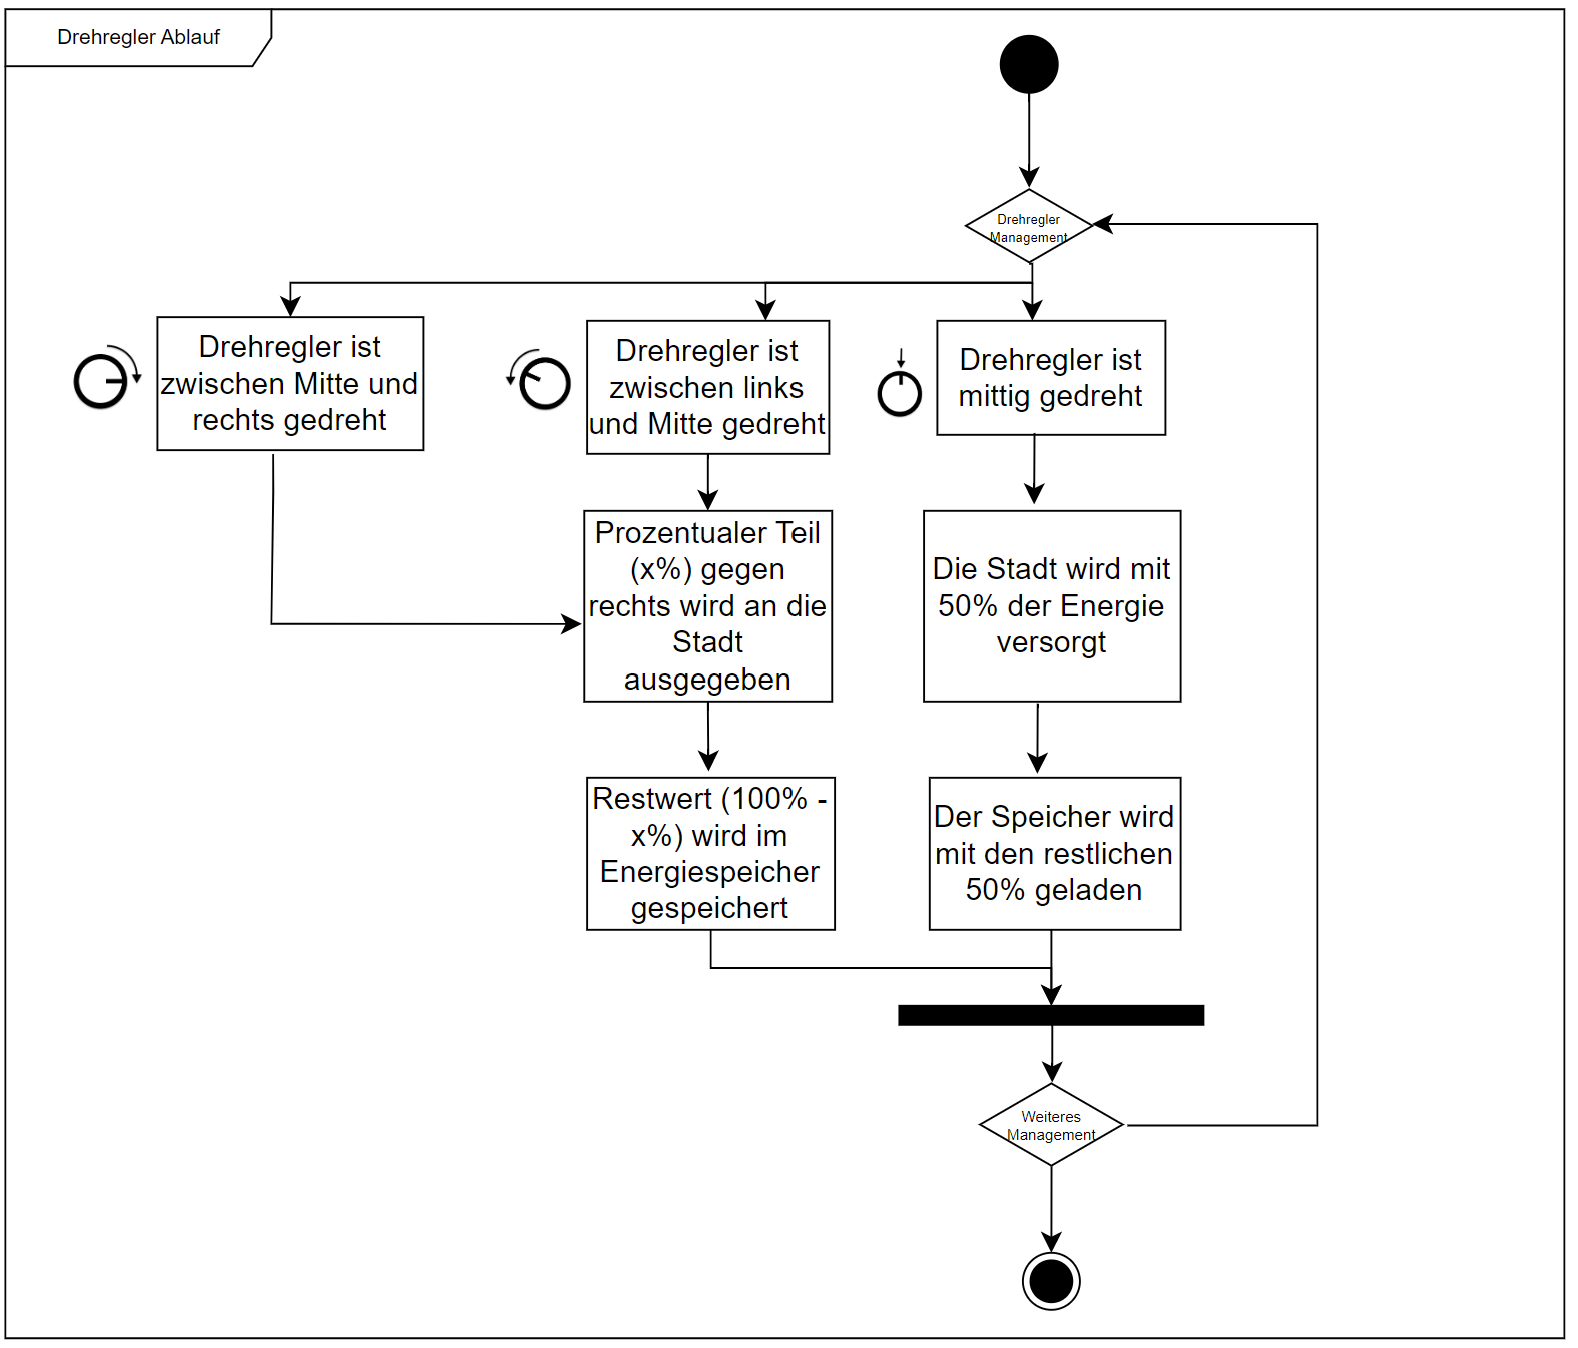 Drehregler Ablauf
Drehregler
Management
Drehregler ist
zwischen Mitte und
rechts gedreht
Drehregler ist
zwischen links
und Mitte gedreht
Drehregler ist
mittig gedreht
Prozentualer Teil
(x%) gegen
rechts wird an die
Stadt
ausgegeben
Die Stadt wird mit
50% der Energie
versorgt
Restwert (100% -
x%) wird im
Energiespeicher
gespeichert
Der Speicher wird
mit den restlichen
50% geladen
Weiteres
Management